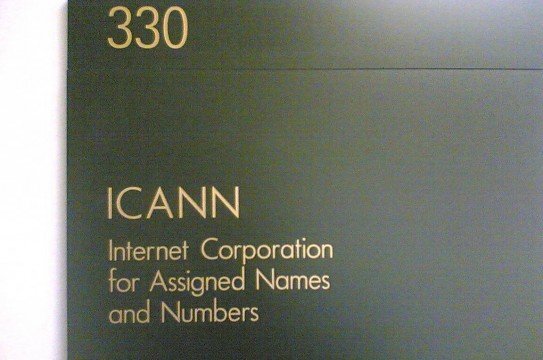 330
ICANN
Internet Corporation
for Assigned Names
and Numbers